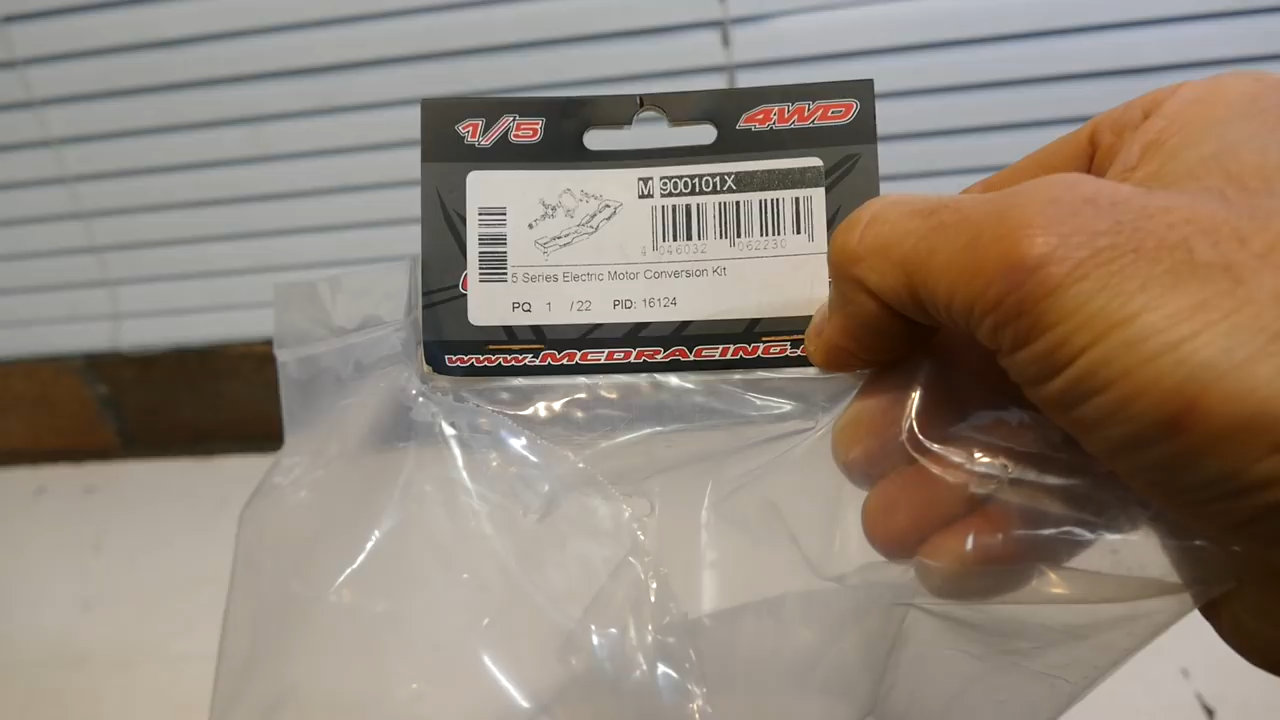 1/5 4WD
M 900101X
4 046032 062230
5 Series Electric Motor Conversion Kit
PQ 1 /22 PID: 16124
www.MCDRACING.